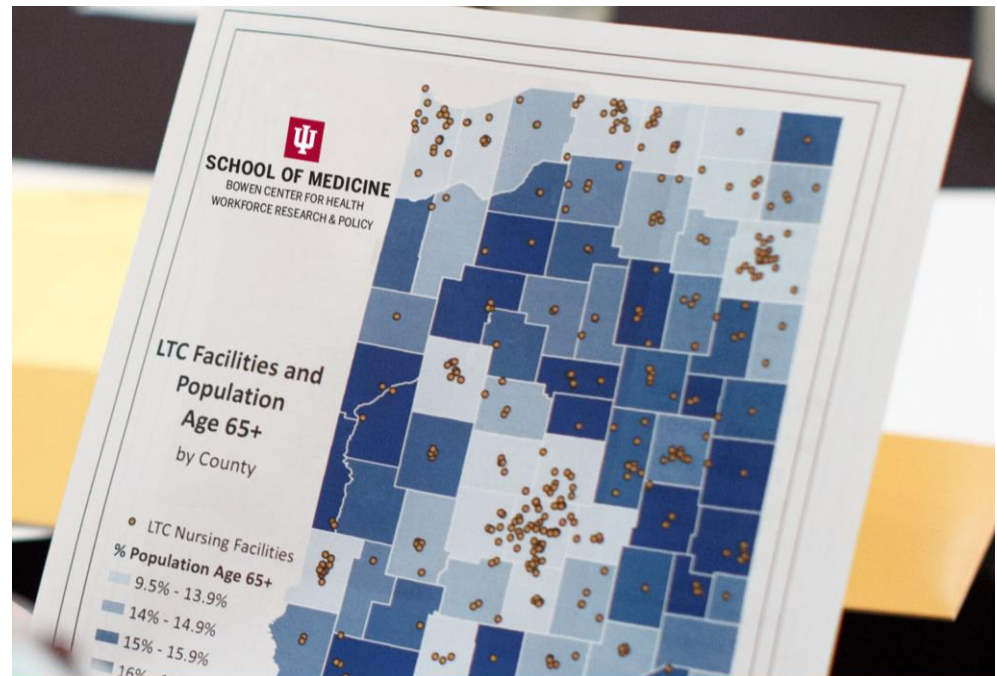 SCHOOL OF MEDICINE
BOWEN CENTER FOR HEALTH
WORKFORCE RESEARCH & POLICY
LTC Facilities and
Population
Age 65+
by County
LTC Nursing Facilities
% Population Age 65+
9.5% - 13.9%
14% - 14.9%
15% - 15.9%
16%